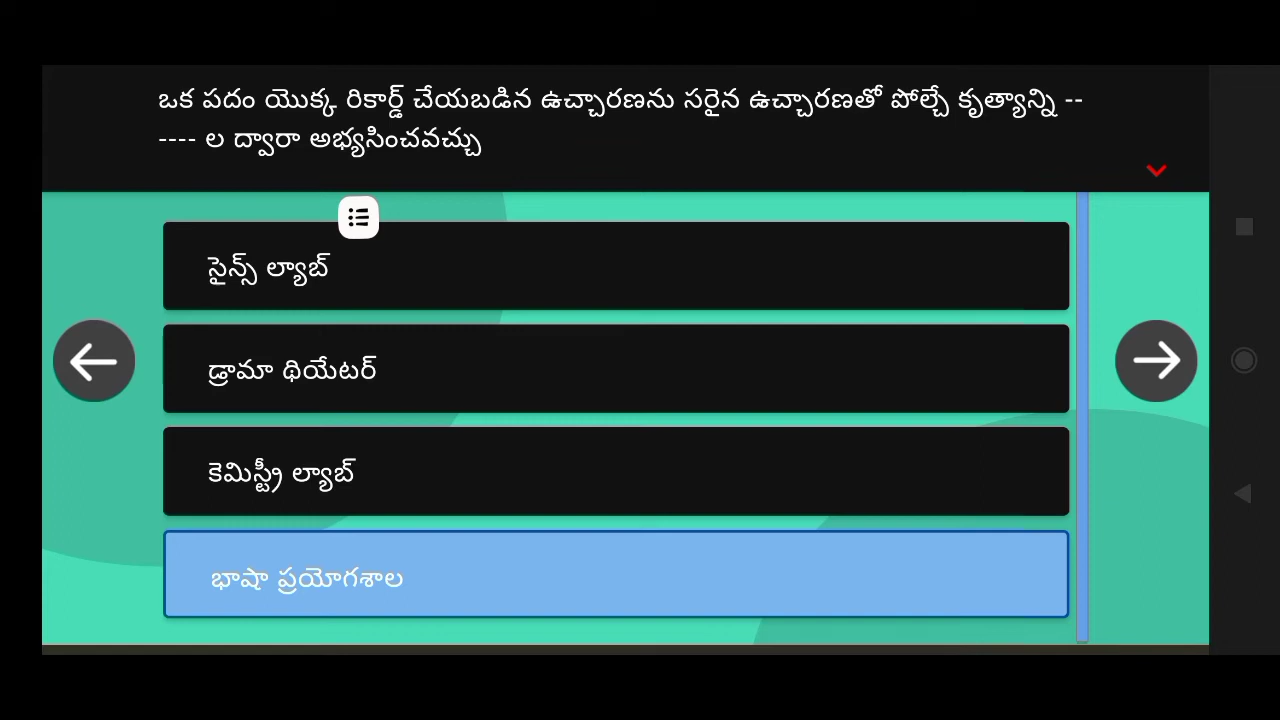 ఒక పదం యొక్క రికార్డ్ చేయబడిన ఉచ్చారణను సరైన ఉచ్చారణతో పోల్చే కృత్యాన్ని --
---- ల ద్వారా అభ్యసించవచ్చు
సైన్స్ ల్యాబ్
డ్రామా థియేటర్
కెమిస్ట్రీ ల్యాబ్
భాషా ప్రయోగశాల